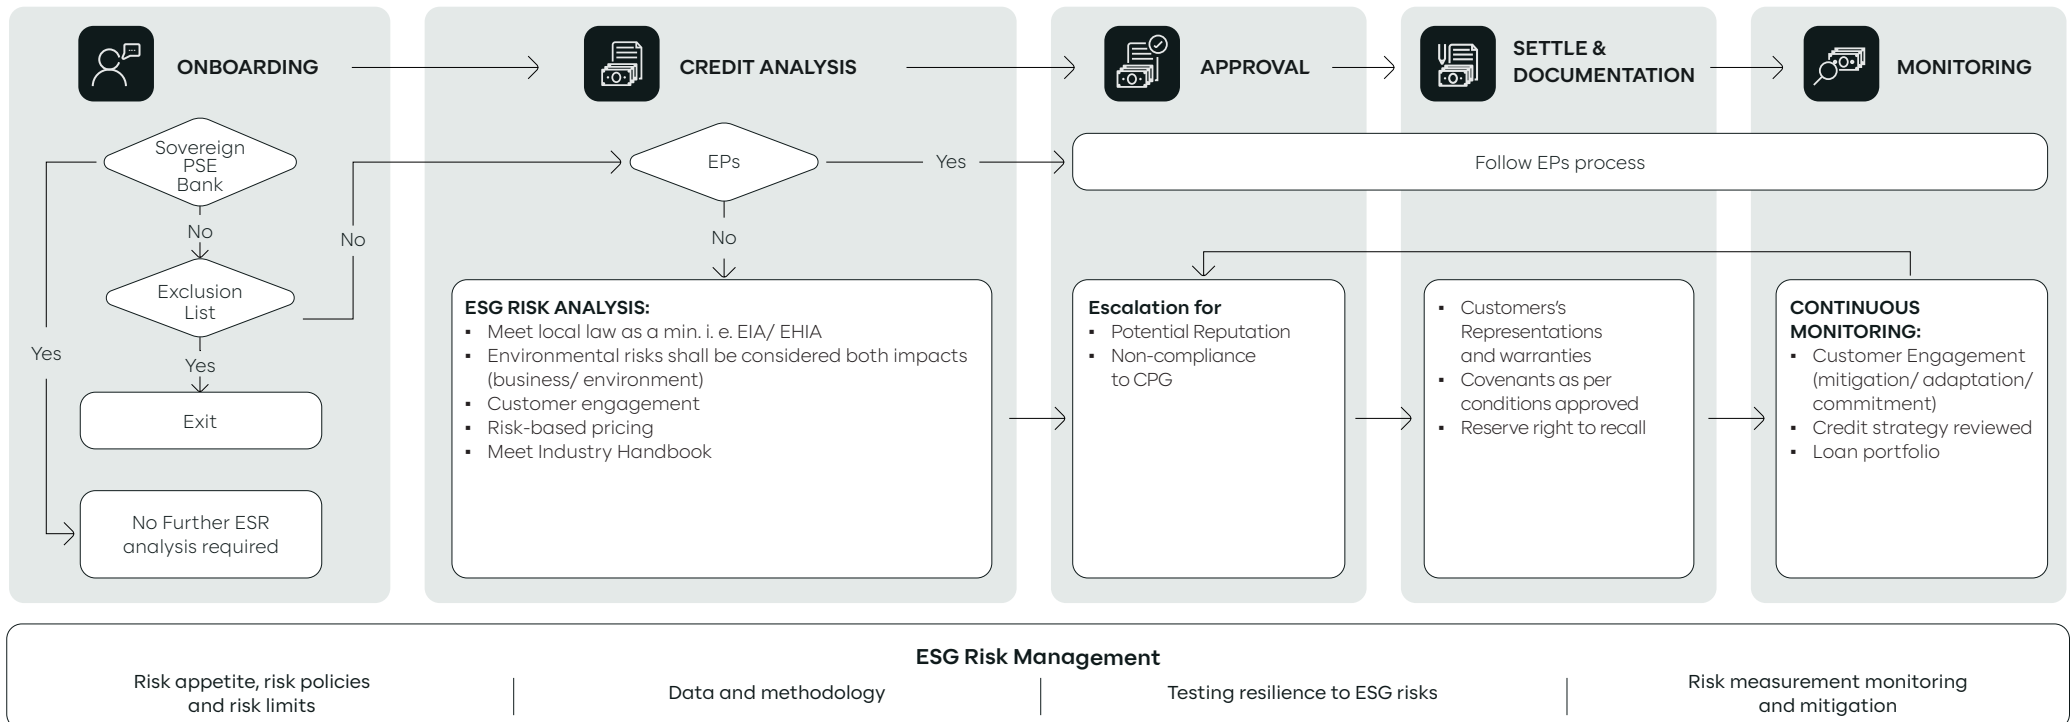 ONBOARDING
CREDIT ANALYSIS
APPROVAL
SETTLE &
DOCUMENTATION
MONITORING
Sovereign
PSE
Bank
No
Exclusion
List
Yes
Exit
Yes
No Further ESR
analysis required
No
EPs
Yes
Follow EPs process
No
ESG RISK ANALYSIS:
▪ Meet local law as a min. i. e. EIA/ EHIA
▪ Environmental risks shall be considered both impacts
(business/ environment)
▪ Customer engagement
▪ Risk-based pricing
▪ Meet Industry Handbook
Escalation for
▪ Potential Reputation
▪ Non-compliance
to CPG
▪ Customers's
Representations
and warranties
▪ Covenants as per
conditions approved
▪ Reserve right to recall
CONTINUOUS
MONITORING:
▪ Customer Engagement
(mitigation/ adaptation/
commitment)
▪ Credit strategy reviewed
▪ Loan portfolio
ESG Risk Management
Risk appetite, risk policies
and risk limits
Data and methodology
Testing resilience to ESG risks
Risk measurement monitoring
and mitigation